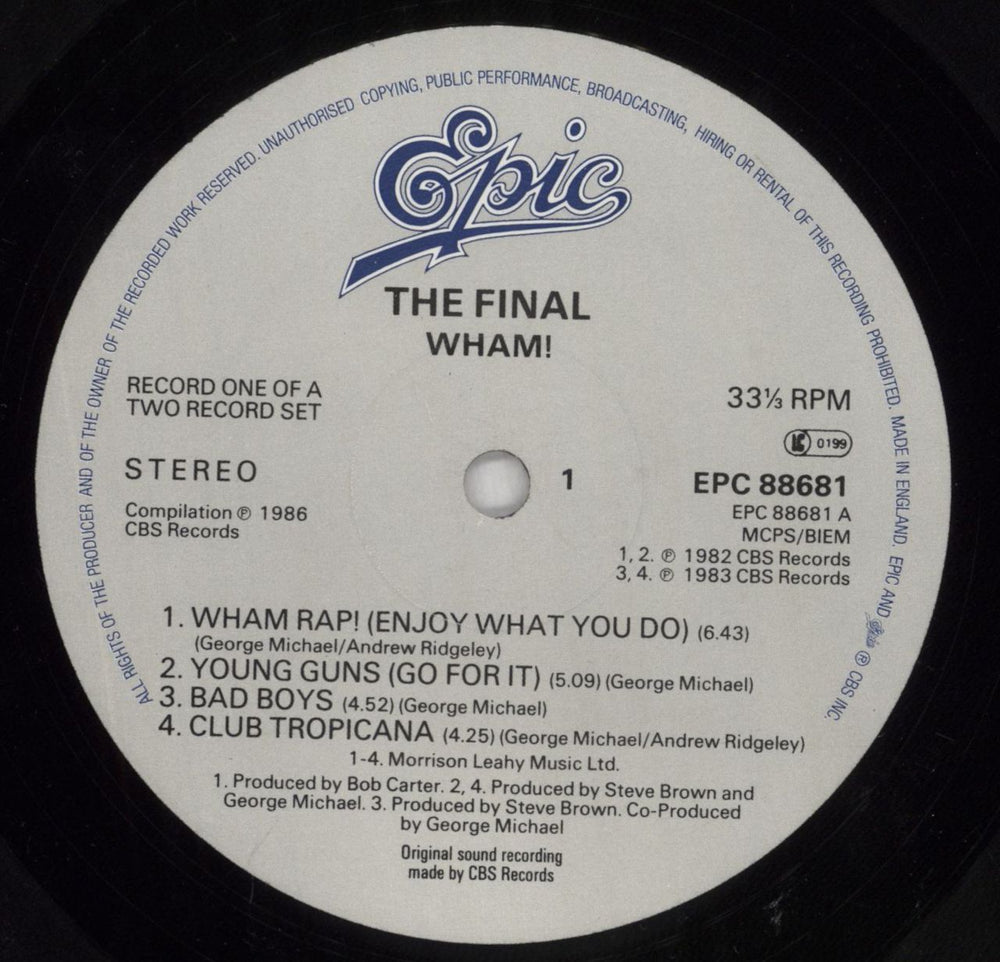 ALL RIGHTS OF THE PRODUCER AND OF THE OWNER OF THE RECORDED WORK RESERVED. UNAUTHORISED COPYING, PUBLIC PERFORMANCE, BROADCASTING, HIRING OR RENTAL OF THIS RECORDING PROHIBITED. MADE IN ENGLAND. EPIC AND Epic ® CBS INC.
Epic
THE FINAL
WHAM!
RECORD ONE OF A
TWO RECORD SET
33⅓ RPM
LC 0199
STEREO
1
EPC 88681
EPC 88681 A
Compilation ℗ 1986
CBS Records
MCPS/BIEM
1, 2. ℗ 1982 CBS Records
3, 4. ℗ 1983 CBS Records
1. WHAM RAP! (ENJOY WHAT YOU DO) (6.43)
(George Michael/Andrew Ridgeley)
2. YOUNG GUNS (GO FOR IT) (5.09) (George Michael)
3. BAD BOYS (4.52) (George Michael)
4. CLUB TROPICANA (4.25) (George Michael/Andrew Ridgeley)
1-4. Morrison Leahy Music Ltd.
1. Produced by Bob Carter. 2, 4. Produced by Steve Brown and
George Michael. 3. Produced by Steve Brown. Co-Produced
by George Michael
Original sound recording
made by CBS Records